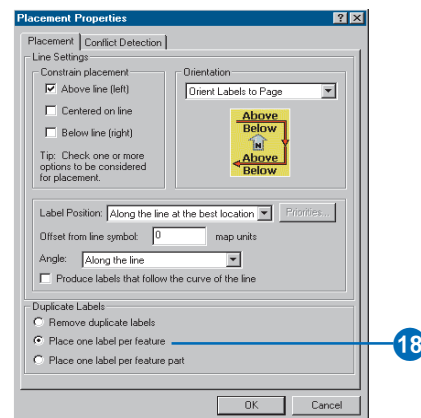 Placement Properties
Placement Conflict Detection
Line Settings
Constrain placement
Above line (left)
Centered on line
Below line (right)
Tip: Check one or more
options to be considered
for placement.
Orientation
Orient Labels to Page
Above
Below
N
Above
Below
Label Position: Along the line at the best location Priorities...
Offset from line symbol: 0 map units
Angle: Along the line
Produce labels that follow the curve of the line
Duplicate Labels
Remove duplicate labels
Place one label per feature
Place one label per feature part
18
OK Cancel